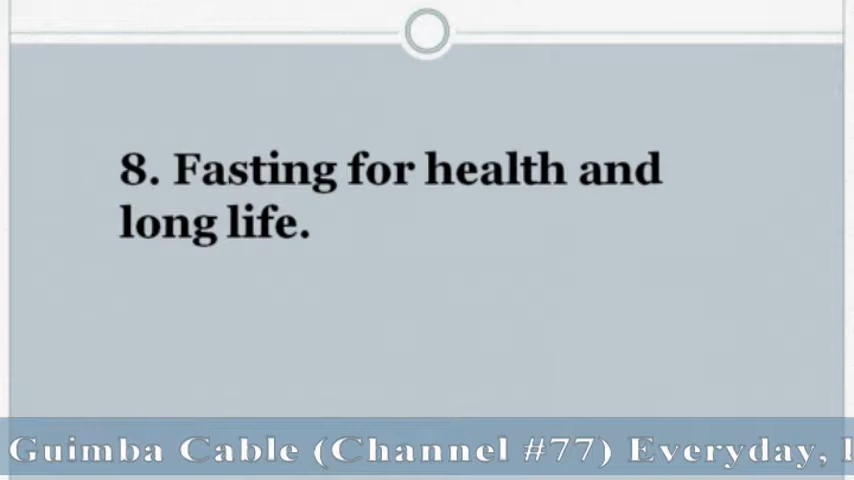 8. Fasting for health and
long life.
Guimba Cable (Channel #77) Everyday,